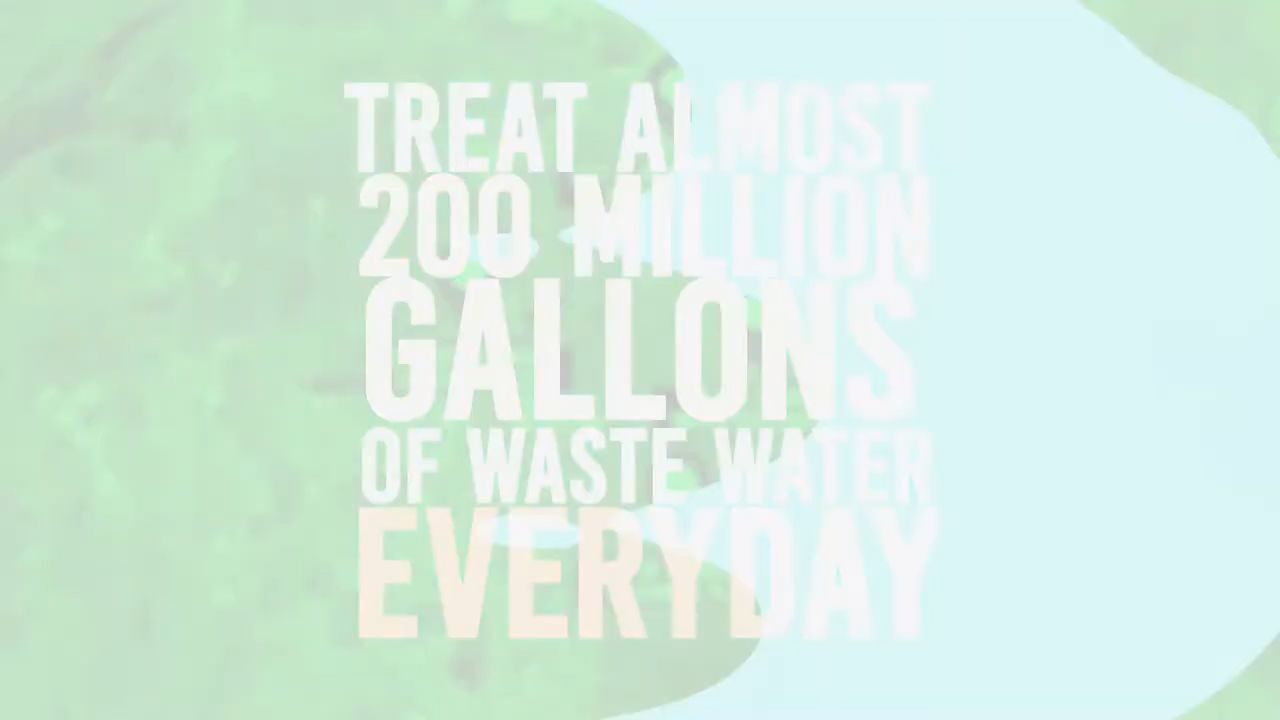 TREAT ALMOST
200 MILLION
GALLONS
OF WASTE WATER
EVERYDAY